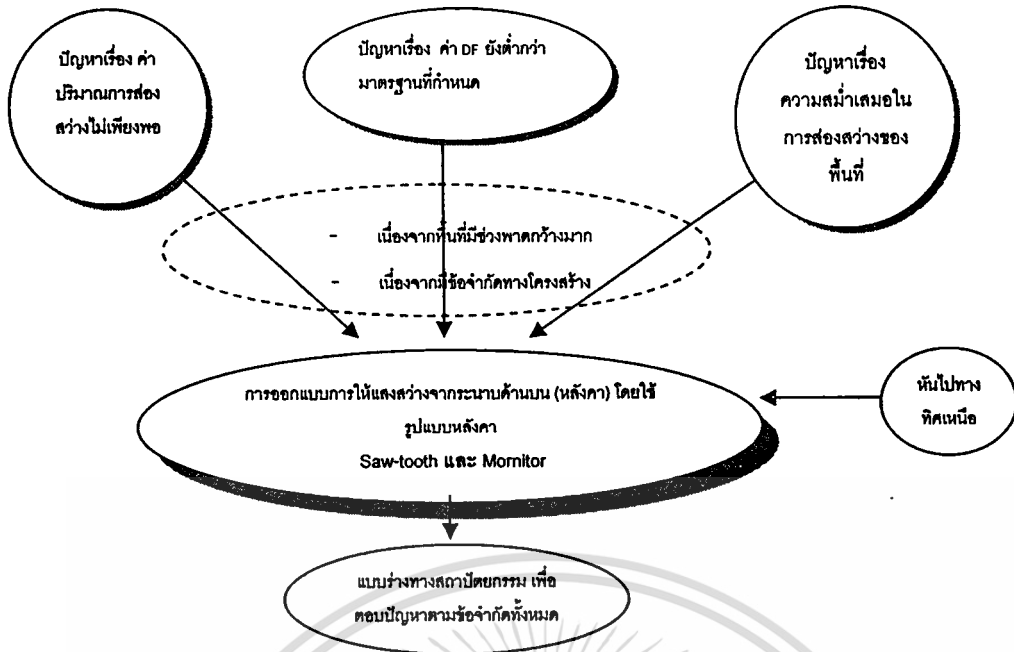 ปัญหาเรื่อง ค่า
ปริมาณการส่อง
สว่างไม่เพียงพอ
ปัญหาเรื่อง ค่า DF ยังต่ำกว่า
มาตรฐานที่กำหนด
ปัญหาเรื่อง
ความสม่ำเสมอใน
การส่องสว่างของ
พื้นที่
- เนื่องจากพื้นที่มีช่วงพาดกว้างมาก
- เนื่องจากมีข้อจำกัดทางโครงสร้าง
การออกแบบการให้แสงสว่างจากระนาบด้านบน (หลังคา) โดยใช้
รูปแบบหลังคา
Saw-tooth และ Mornitor
หันไปทาง
ทิศเหนือ
แบบร่างทางสถาปัตยกรรม เพื่อ
ตอบปัญหาตามข้อจำกัดทั้งหมด